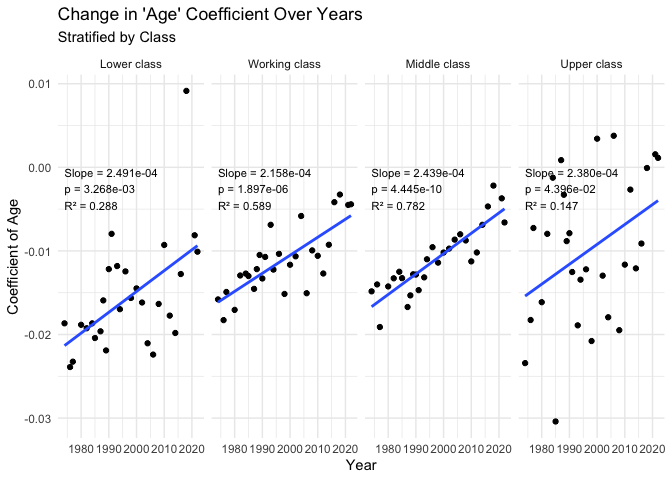 Change in 'Age' Coefficient Over Years
Stratified by Class
Lower class
Working class
Middle class
Upper class
Coefficient of Age
0.01
0.00
-0.01
-0.02
-0.03
Slope = 2.491e-04
p = 3.268e-03
R² = 0.288
Slope = 2.158e-04
p = 1.897e-06
R² = 0.589
Slope = 2.439e-04
p = 4.445e-10
R² = 0.782
Slope = 2.380e-04
p = 4.396e-02
R² = 0.147
1980 1990 2000 2010 2020
1980 1990 2000 2010 2020
1980 1990 2000 2010 2020
1980 1990 2000 2010 2020
Year